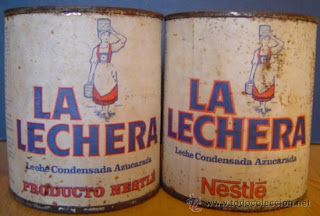 LA
LECHERA
Leche Condensada Azucarada
PRODUCTO NESTLÉ
LA
LECHERA
Leche Condensada Azucarada
Nestlé
www.todocoleccion.net